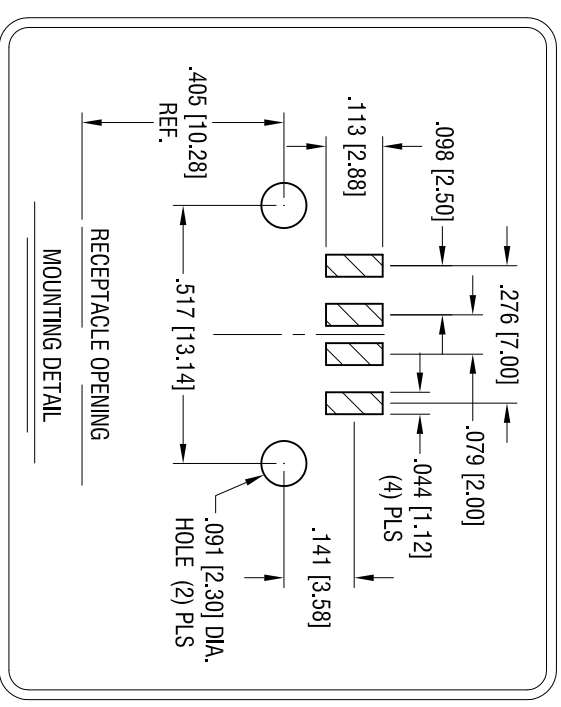 .276 [7.00]
.098 [2.50]
.079 [2.00]
.113 [2.88]
.044 [1.12]
(4) PLS
.141 [3.58]
.405 [10.28]
REF.
.517 [13.14]
.091 [2.30] DIA.
HOLE (2) PLS
RECEPTACLE OPENING
MOUNTING DETAIL